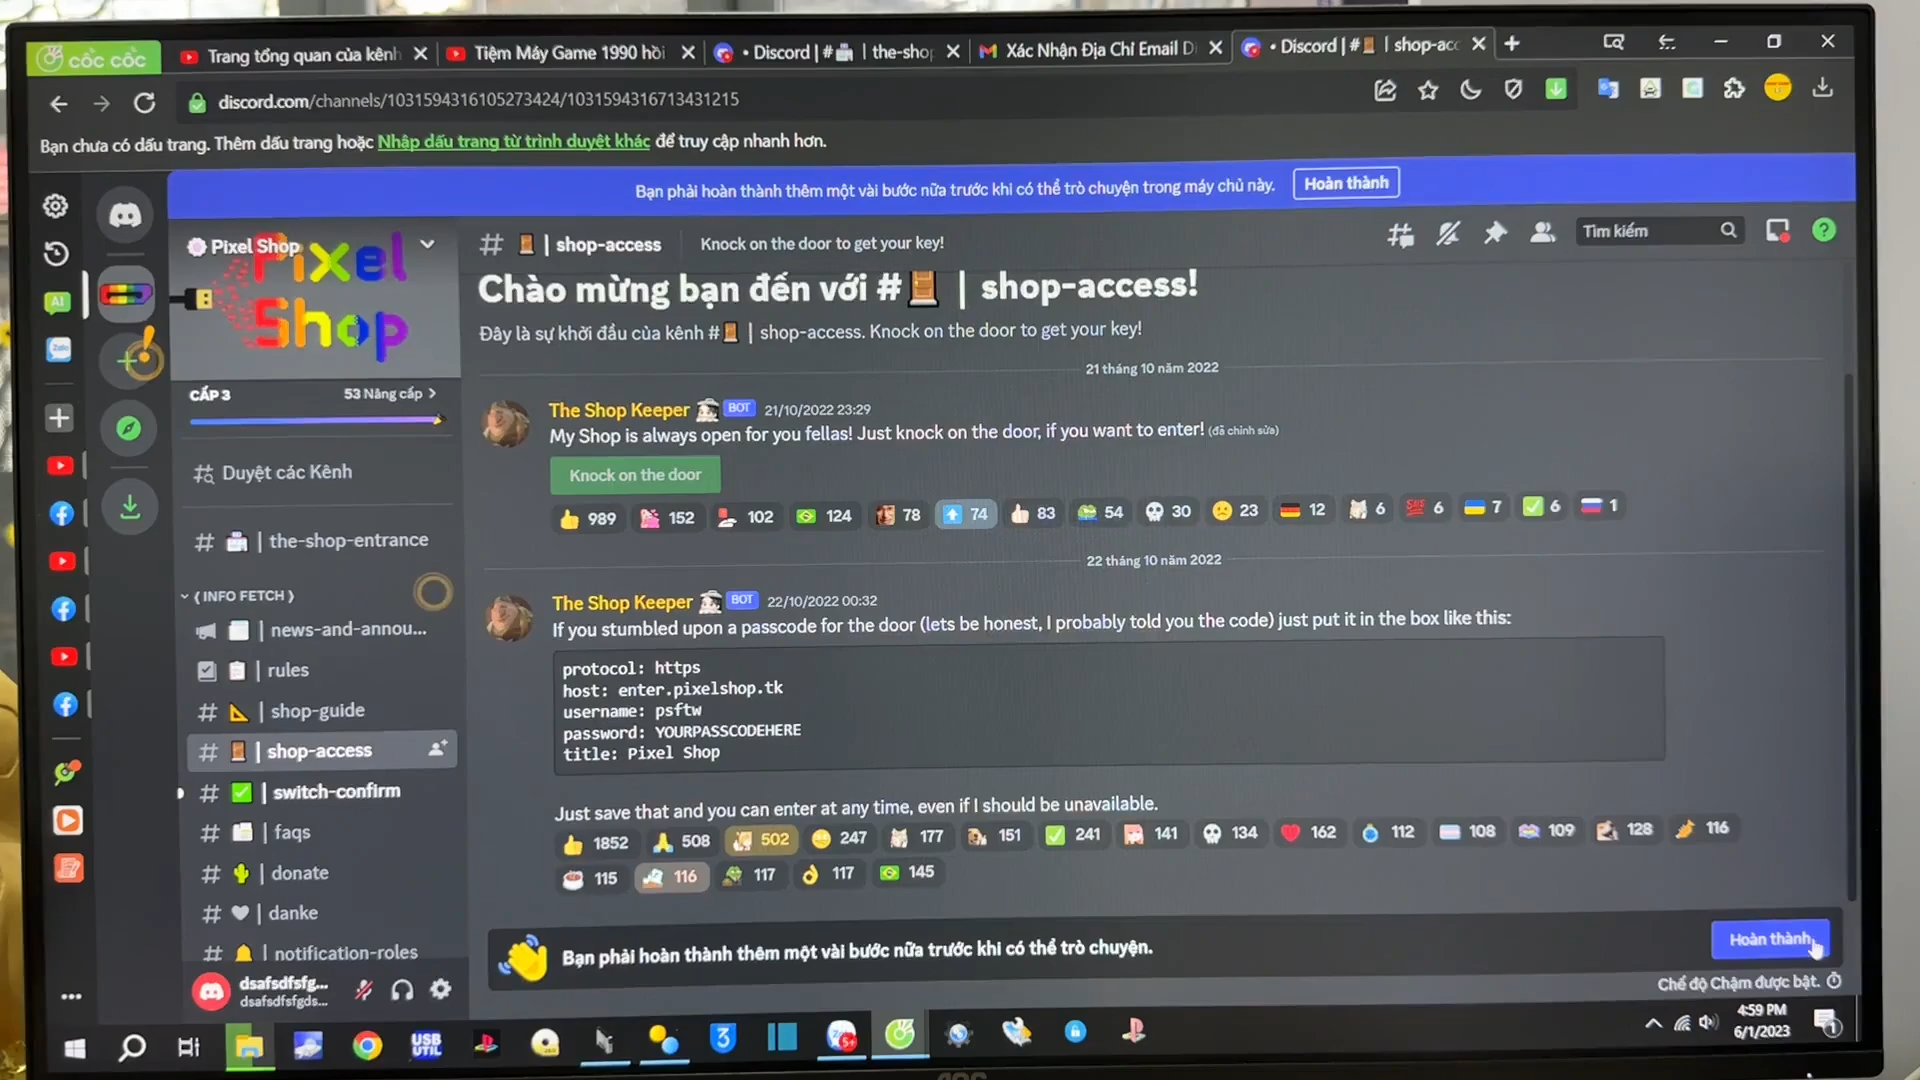 cốc cốc
Trang tổng quan của kênh
Tiệm Máy Game 1990 hồi
• Discord | #
| the-shop
Xác Nhận Địa Chỉ Email D
• Discord | #
| shop-acc
discord.com/channels/1031594316105273424/1031594316713431215
Bạn chưa có dấu trang. Thêm dấu trang hoặc Nhập dấu trang từ trình duyệt khác để truy cập nhanh hơn.
Bạn phải hoàn thành thêm một vài bước nữa trước khi có thể trò chuyện trong máy chủ này.
Hoàn thành
Pixel Shop
Pixel
Shop
# | shop-access
Knock on the door to get your key!
Tìm kiếm
Chào mừng bạn đến với # | shop-access!
Đây là sự khởi đầu của kênh # | shop-access. Knock on the door to get your key!
21 tháng 10 năm 2022
CẤP 3
53 Nâng cấp
The Shop Keeper BOT 21/10/2022 23:29
My Shop is always open for you fellas! Just knock on the door, if you want to enter! (đã chỉnh sửa)
Knock on the door
989 152 102 124 78 74 83 54 30 23 12 6 6 7 6 1
Duyệt các Kênh
# | the-shop-entrance
( INFO FETCH )
| news-and-annou...
| rules
# | shop-guide
# | shop-access
# | switch-confirm
# | faqs
# | donate
# | danke
# | notification-roles
22 tháng 10 năm 2022
The Shop Keeper BOT 22/10/2022 00:32
If you stumbled upon a passcode for the door (lets be honest, I probably told you the code) just put it in the box like this:
protocol: https
host: enter.pixelshop.tk
username: psftw
password: YOURPASSCODEHERE
title: Pixel Shop
Just save that and you can enter at any time, even if I should be unavailable.
1852 508 502 247 177 151 241 141 134 162 112 108 109 128 116
115 116 117 117 145
Bạn phải hoàn thành thêm một vài bước nữa trước khi có thể trò chuyện.
Hoàn thành
Chế độ Chậm được bật.
dsafsdfsfg...
dsafsdfsfgds...
AI
Zalo
USB
UTIL
3
5+
4:59 PM
6/1/2023
1